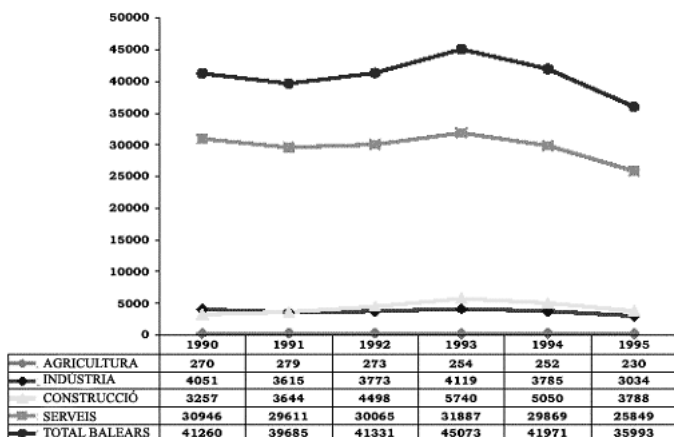 50000
45000
40000
35000
30000
25000
20000
15000
10000
5000
0
1990 1991 1992 1993 1994 1995
AGRICULTURA 270 279 273 254 252 230
INDÚSTRIA 4051 3615 3773 4119 3785 3034
CONSTRUCCIÓ 3257 3644 4498 5740 5050 3788
SERVEIS 30946 29611 30065 31887 29869 25849
TOTAL BALEARS 41260 39685 41331 45073 41971 35993